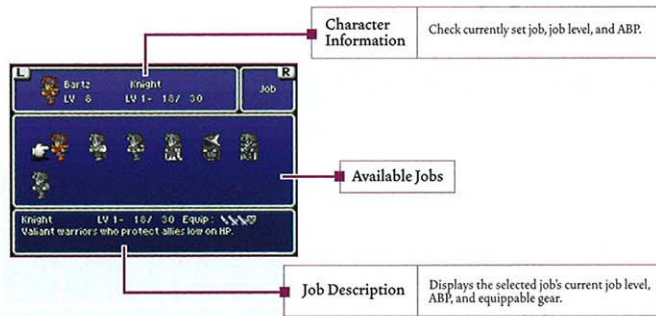 Character
Information
Check currently set job, job level, and ABP.
L
R
Bartz Knight
LV 8 LV 1- 18/ 30
Job
Available Jobs
Knight LV 1- 18/ 30 Equip:
Valiant warriors who protect allies low on HP.
Job Description
Displays the selected job's current job level,
ABP, and equippable gear.